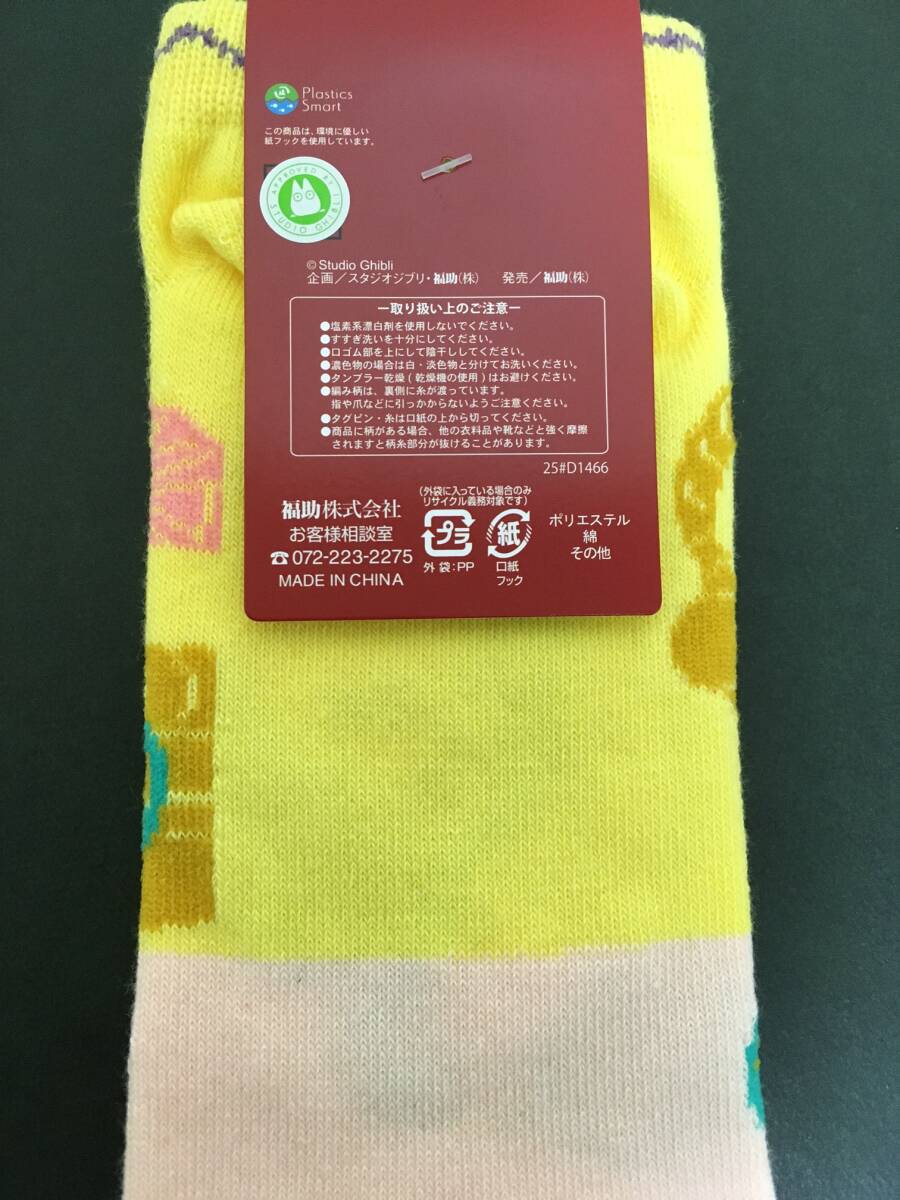 Plastics
Smart
この商品は、環境に優しい
紙フックを使用しています。
APPROVED BY
STUDIO GHIBLI
© Studio Ghibli
企画／スタジオジブリ・福助(株) 発売／福助(株)
ー取り扱い上のご注意ー
●塩素系漂白剤を使用しないでください。
●すすぎ洗いを十分にしてください。
●口ゴム部を上にして陰干ししてください。
●濃色物の場合は白・淡色物と分けてお洗いください。
●タンブラー乾燥(乾燥機の使用)はお避けください。
●編み柄は、裏側に糸が渡っています。
指や爪などに引っかからないようご注意ください。
●タグピン・糸は口紙の上から切ってください。
●商品に柄がある場合、他の衣料品や靴などと強く摩擦
されますと柄糸部分が抜けることがあります。
25#D1466
福助株式会社
お客様相談室
☎072-223-2275
MADE IN CHINA
(外袋に入っている場合のみ
リサイクル義務対象です)
プラ
外袋:PP
紙
口紙
フック
ポリエステル
綿
その他